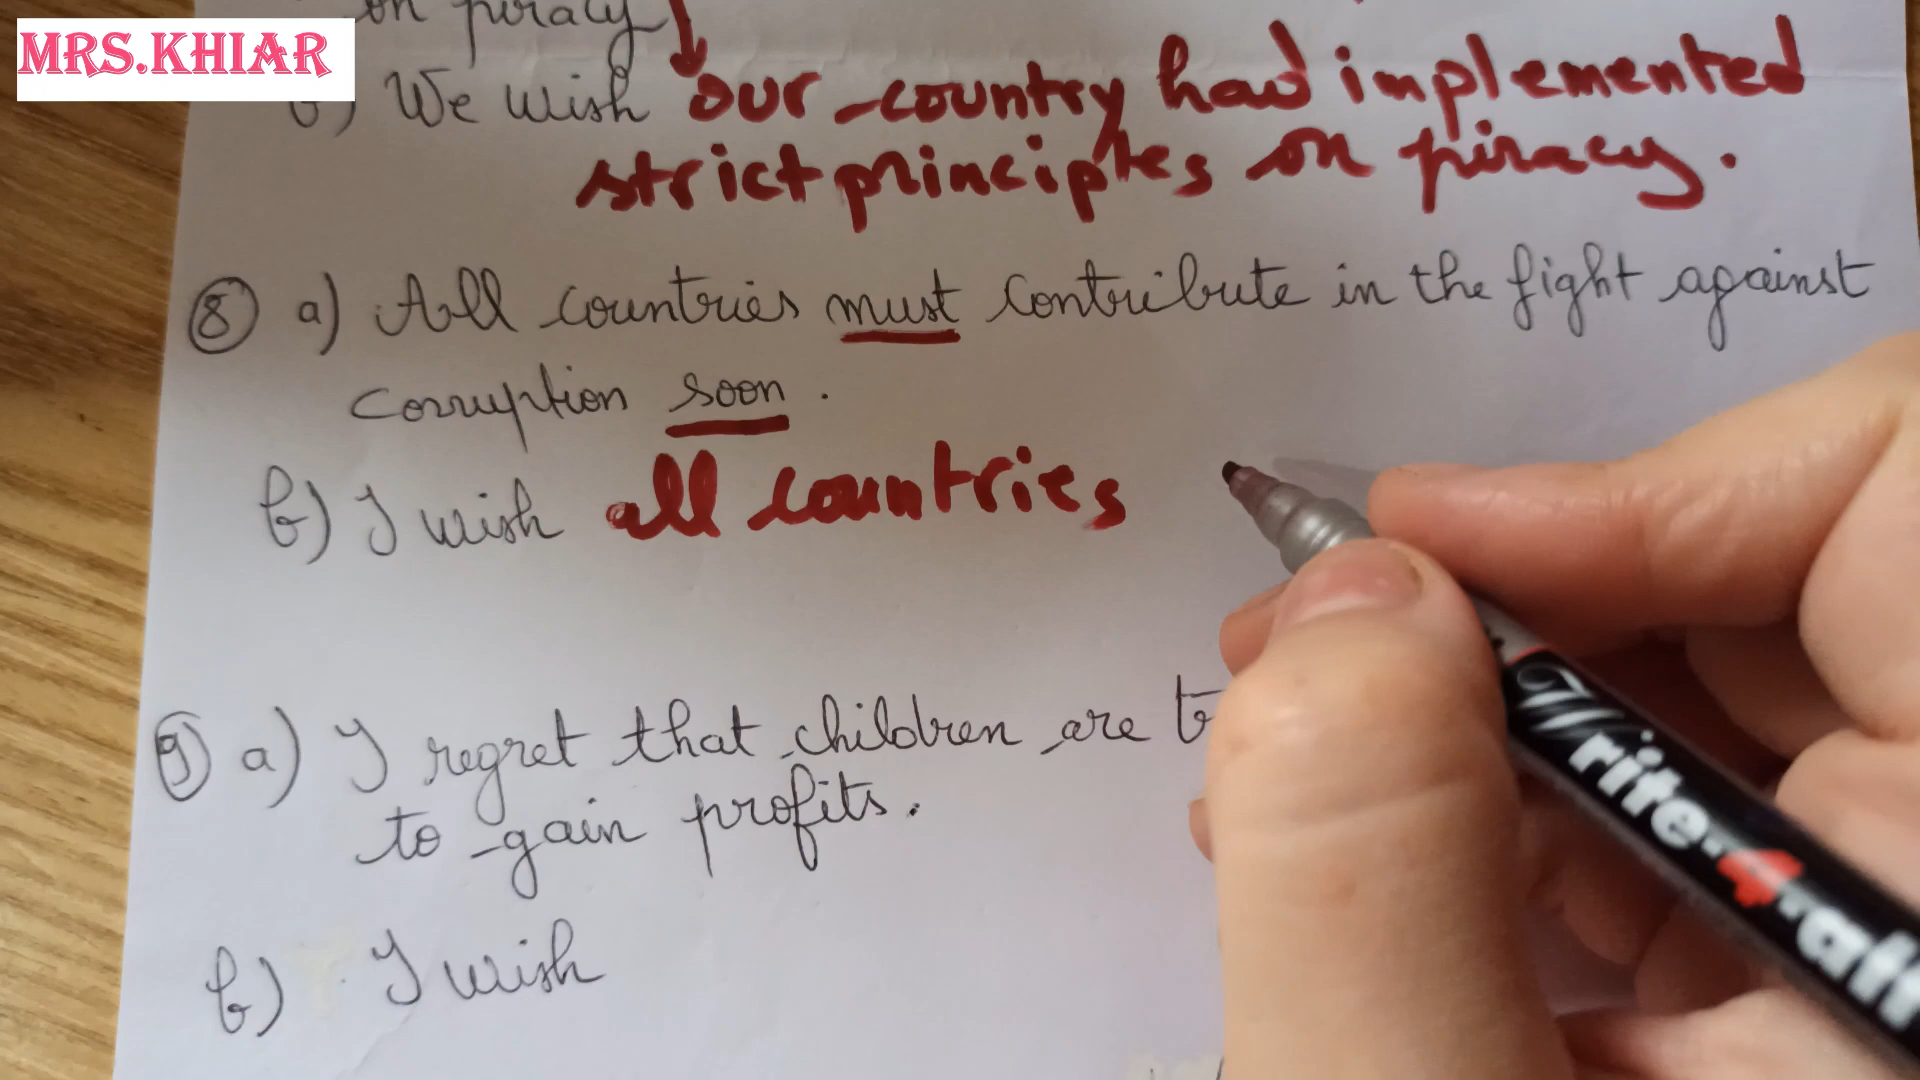 MRS.KHIAR
on piracy
b) We wish our country had implemented
strict principles on piracy.
8 a) All countries must contribute in the fight against
corruption soon.
b) I wish all countries
9 a) I regret that children are
to gain profits.
b) I wish
Write-4-all